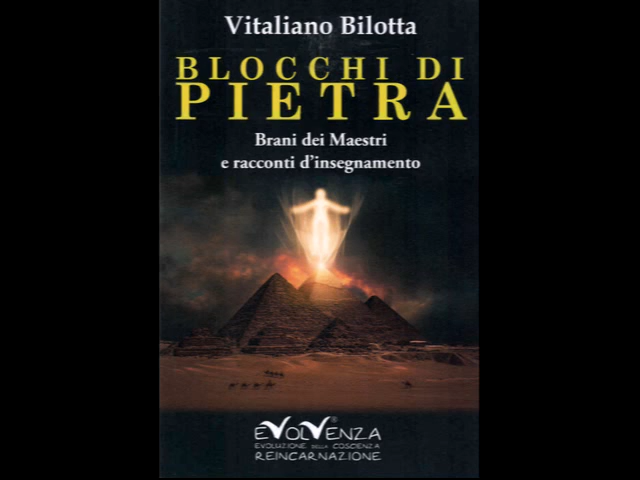 Vitaliano Bilotta
BLOCCHI DI
PIETRA
Brani dei Maestri
e racconti d'insegnamento
EVOLVENZA®
EVOLUZIONE DELLA COSCIENZA
REINCARNAZIONE